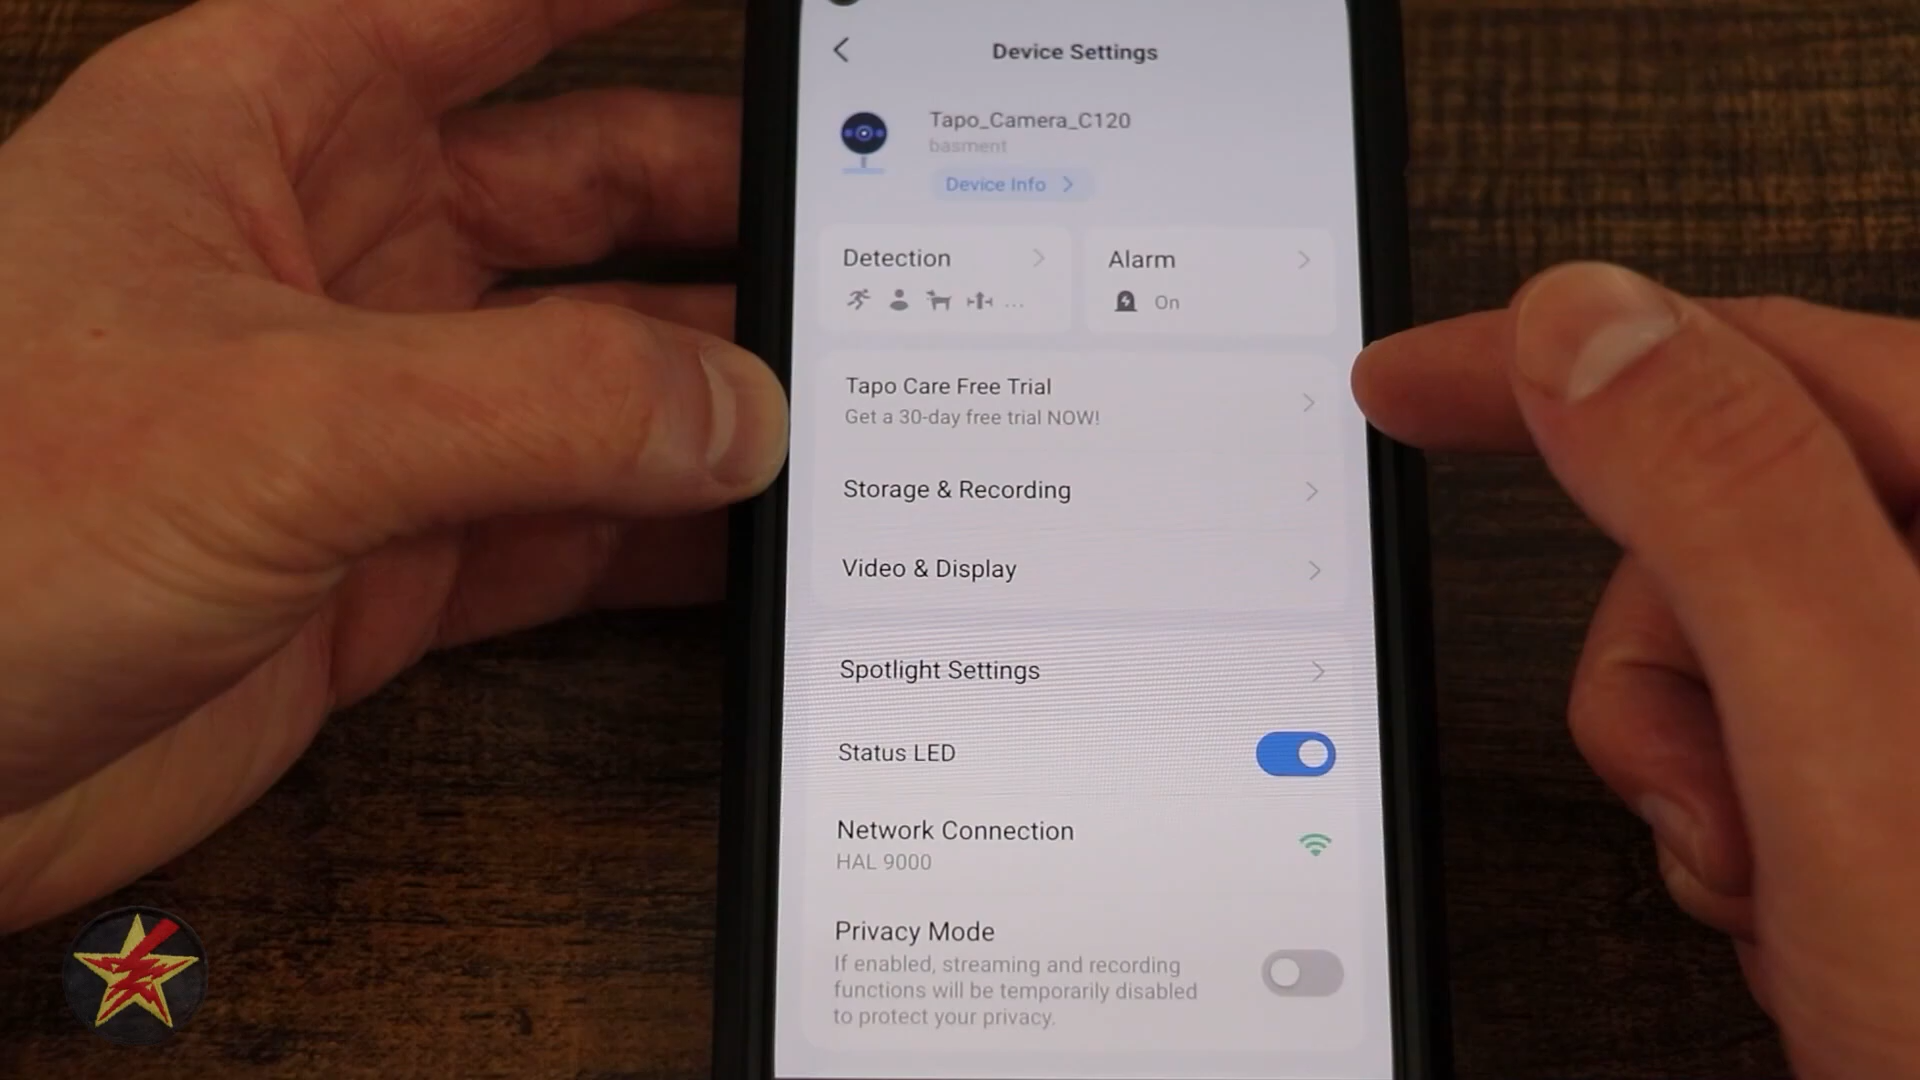 Device Settings
Tapo_Camera_C120
basment
Device Info
Detection
Alarm
...
On
Tapo Care Free Trial
Get a 30-day free trial NOW!
Storage & Recording
Video & Display
Spotlight Settings
Status LED
Network Connection
HAL 9000
Privacy Mode
If enabled, streaming and recording
functions will be temporarily disabled
to protect your privacy.